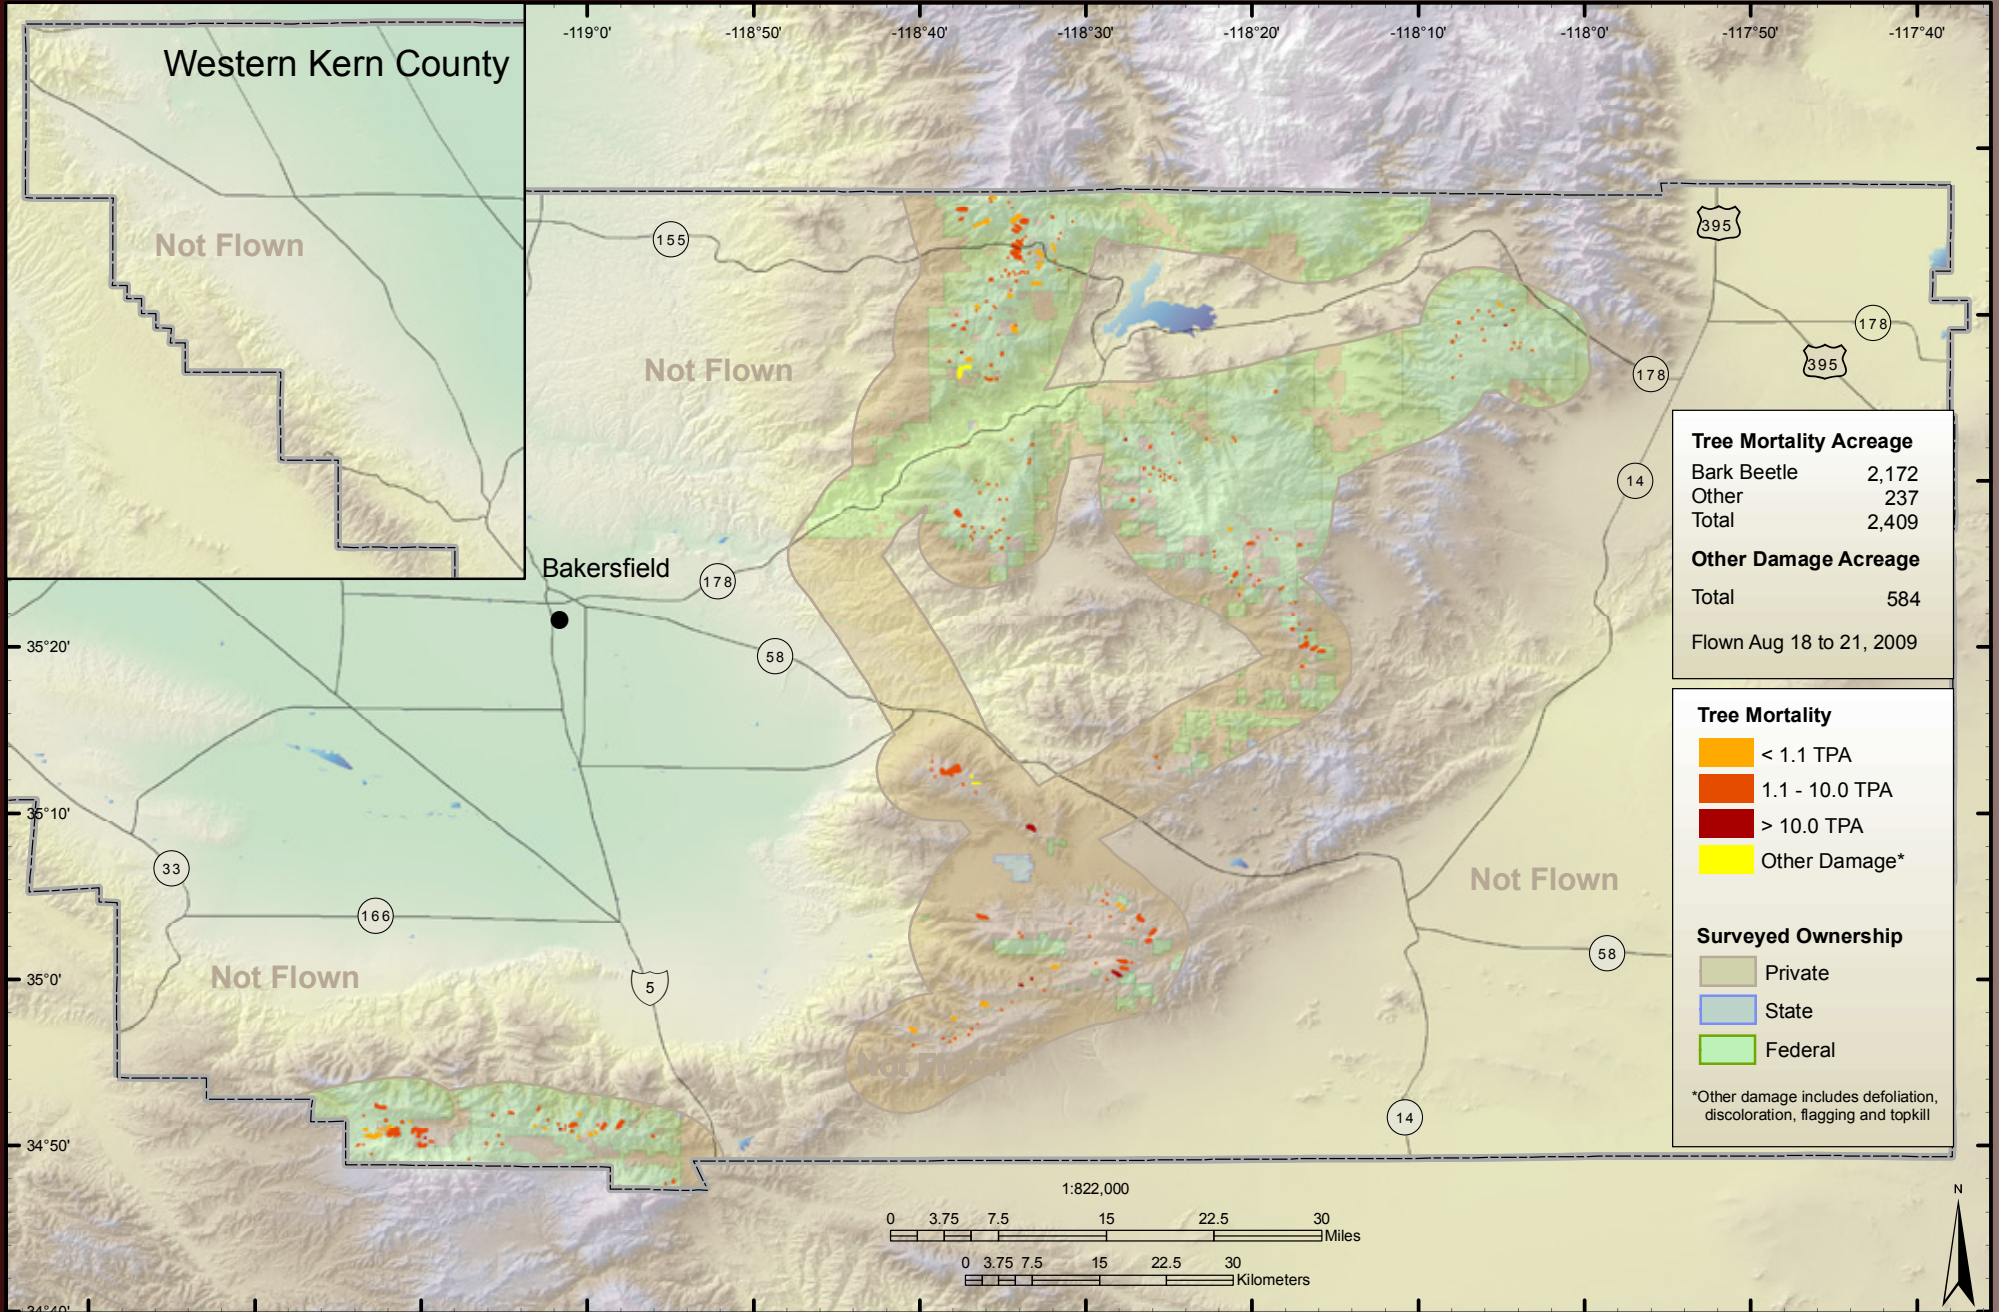 Western Kern County
Not Flown
-119°0'
-118°50'
-118°40'
-118°30'
-118°20'
-118°10'
-118°0'
-117°50'
-117°40'
155
395
178
395
178
Not Flown
14
Bakersfield
178
58
35°20'
35°10'
33
166
35°0'
Not Flown
5
Not Flown
Not Flown
58
14
34°50'
34°40'
Tree Mortality Acreage
Bark Beetle 2,172
Other 237
Total 2,409
Other Damage Acreage
Total 584
Flown Aug 18 to 21, 2009
Tree Mortality
< 1.1 TPA
1.1 - 10.0 TPA
> 10.0 TPA
Other Damage*
Surveyed Ownership
Private
State
Federal
*Other damage includes defoliation,
discoloration, flagging and topkill
1:822,000
0 3.75 7.5 15 22.5 30
Miles
0 3.75 7.5 15 22.5 30
Kilometers
N